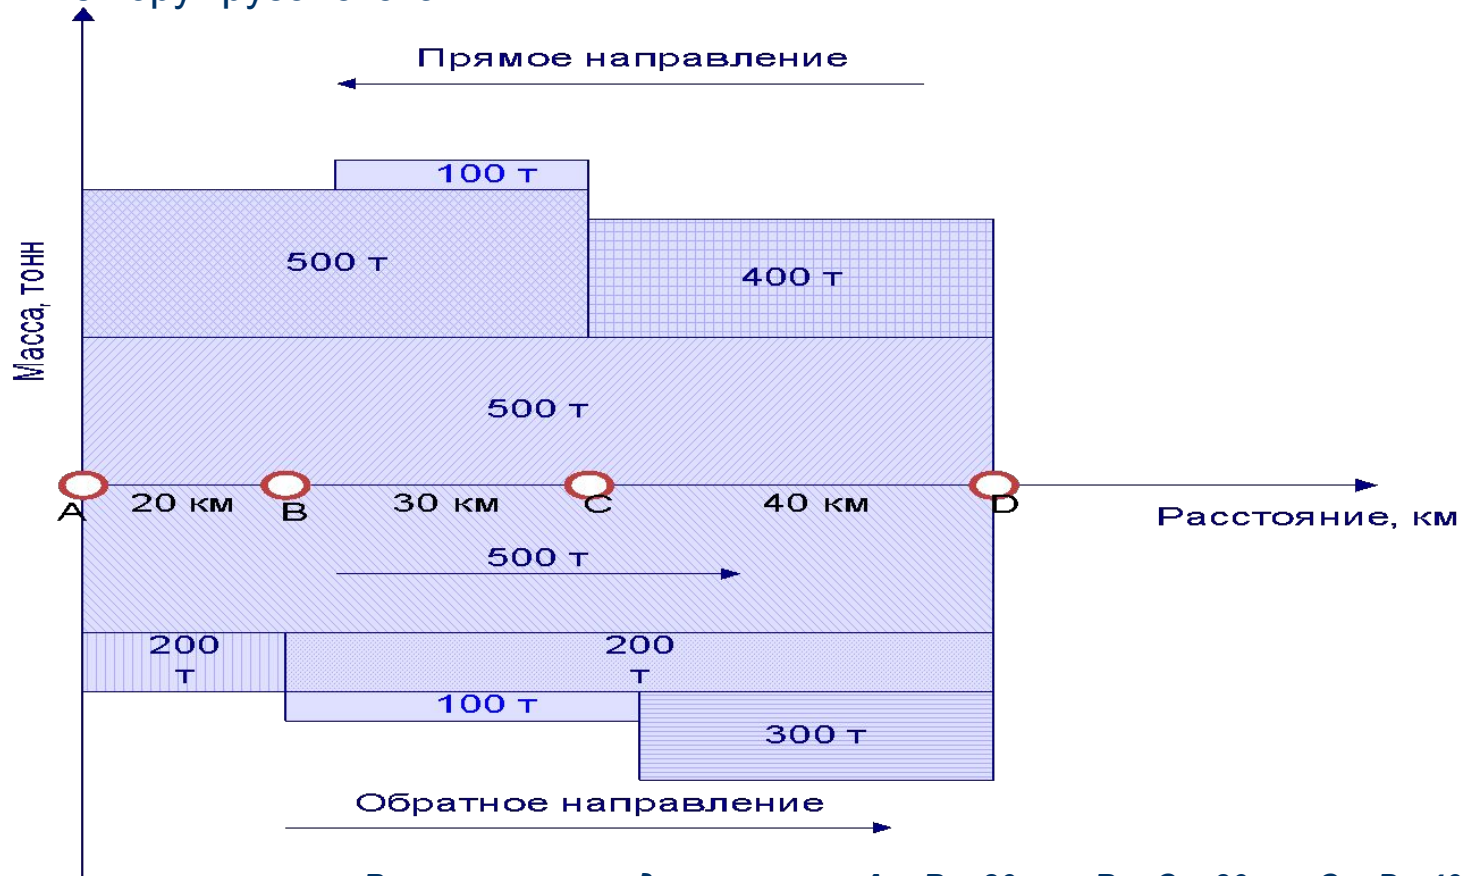 Прямое направление
100 т
500 т
400 т
Масса, тонн
500 т
A
20 км
B
30 км
C
40 км
D
Расстояние, км
500 т
200
т
200
т
100 т
300 т
Обратное направление